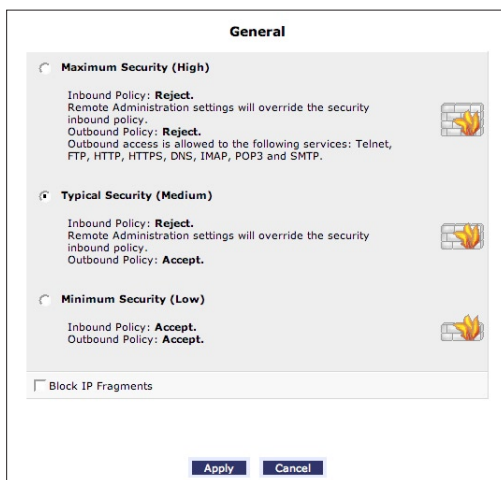 General
Maximum Security (High)
Inbound Policy: Reject.
Remote Administration settings will override the security
inbound policy.
Outbound Policy: Reject.
Outbound access is allowed to the following services: Telnet,
FTP, HTTP, HTTPS, DNS, IMAP, POP3 and SMTP.
Typical Security (Medium)
Inbound Policy: Reject.
Remote Administration settings will override the security
inbound policy.
Outbound Policy: Accept.
Minimum Security (Low)
Inbound Policy: Accept.
Outbound Policy: Accept.
Block IP Fragments
Apply Cancel